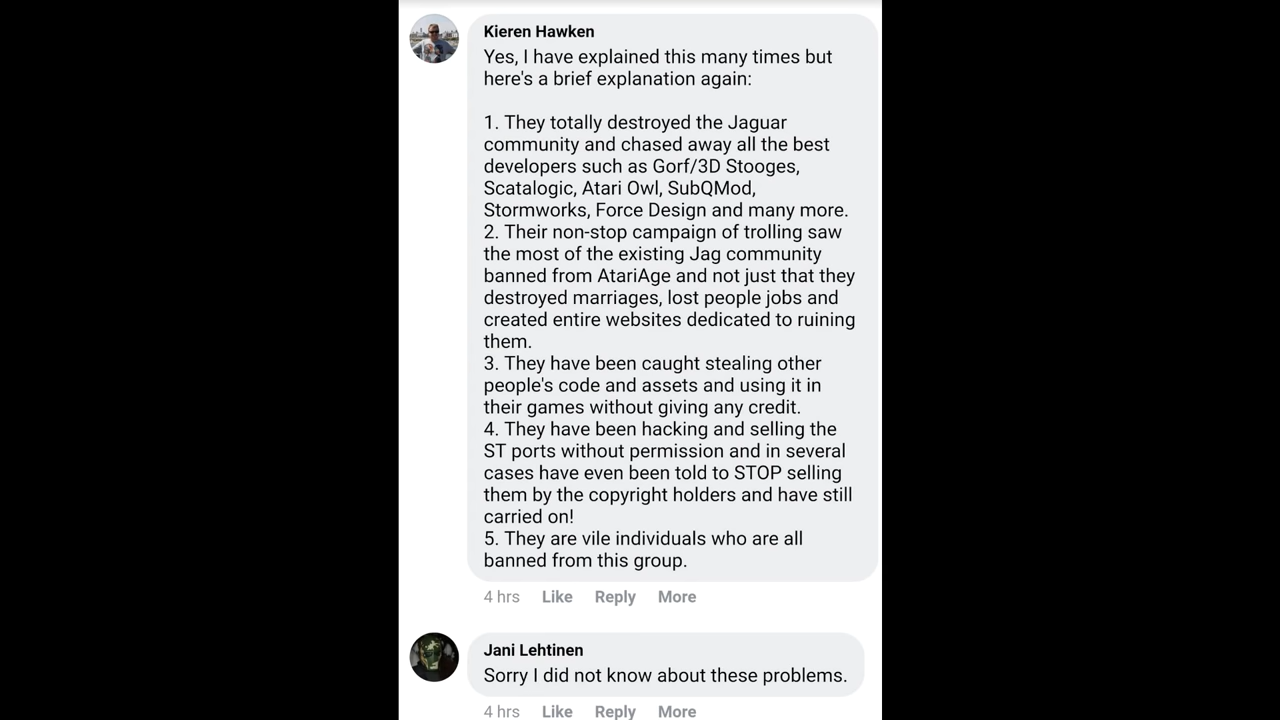 Kieren Hawken
Yes, I have explained this many times but
here's a brief explanation again:
1. They totally destroyed the Jaguar
community and chased away all the best
developers such as Gorf/3D Stooges,
Scatalogic, Atari Owl, SubQMod,
Stormworks, Force Design and many more.
2. Their non-stop campaign of trolling saw
the most of the existing Jag community
banned from AtariAge and not just that they
destroyed marriages, lost people jobs and
created entire websites dedicated to ruining
them.
3. They have been caught stealing other
people's code and assets and using it in
their games without giving any credit.
4. They have been hacking and selling the
ST ports without permission and in several
cases have even been told to STOP selling
them by the copyright holders and have still
carried on!
5. They are vile individuals who are all
banned from this group.
4 hrs Like Reply More
Jani Lehtinen
Sorry I did not know about these problems.
4 hrs Like Reply More